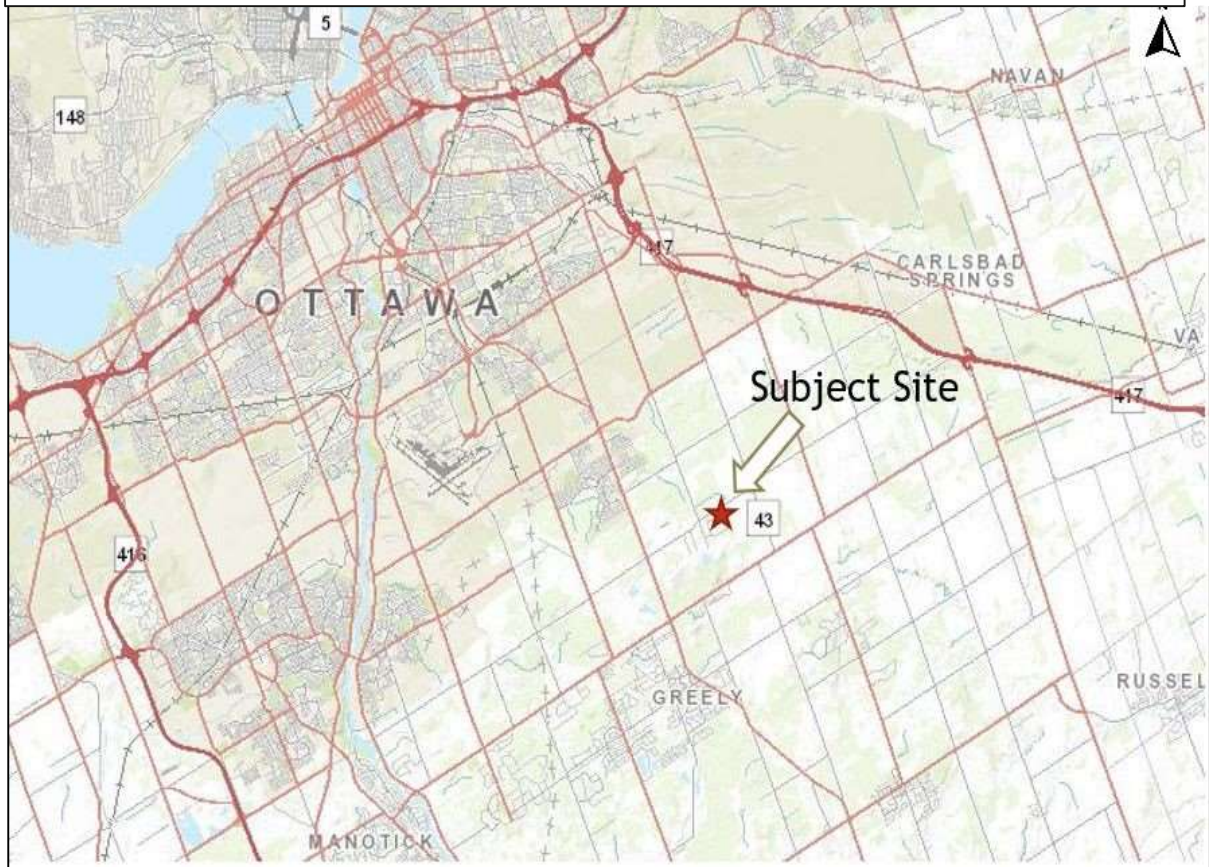 5
NAVAN
148
417
CARLSBAD
SPRINGS
OTTAWA
VA
Subject Site
417
43
416
RUSSEL
GREELY
MANOTICK